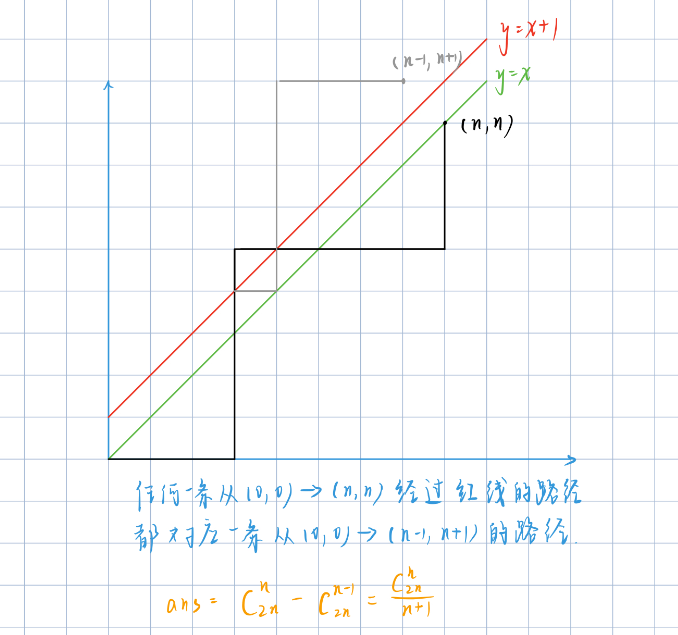 y=x+1
(n-1, n+1)
y=x
(n, n)
任何一条从(0,0)→(n,n)经过红线的路径
都对应一条从(0,0)→(n-1,n+1)的路径.
ans = C_{2n}^{n} - C_{2n}^{n-1} = \frac{C_{2n}^{n}}{n+1}